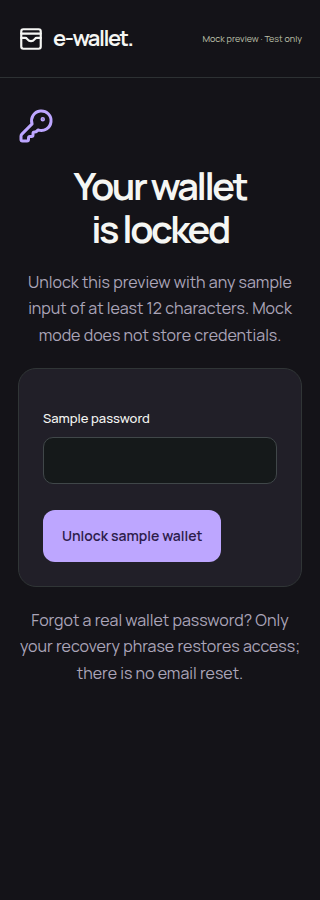 e-wallet.
Mock preview · Test only
Your wallet
is locked
Unlock this preview with any sample
input of at least 12 characters. Mock
mode does not store credentials.
Sample password
Unlock sample wallet
Forgot a real wallet password? Only
your recovery phrase restores access;
there is no email reset.